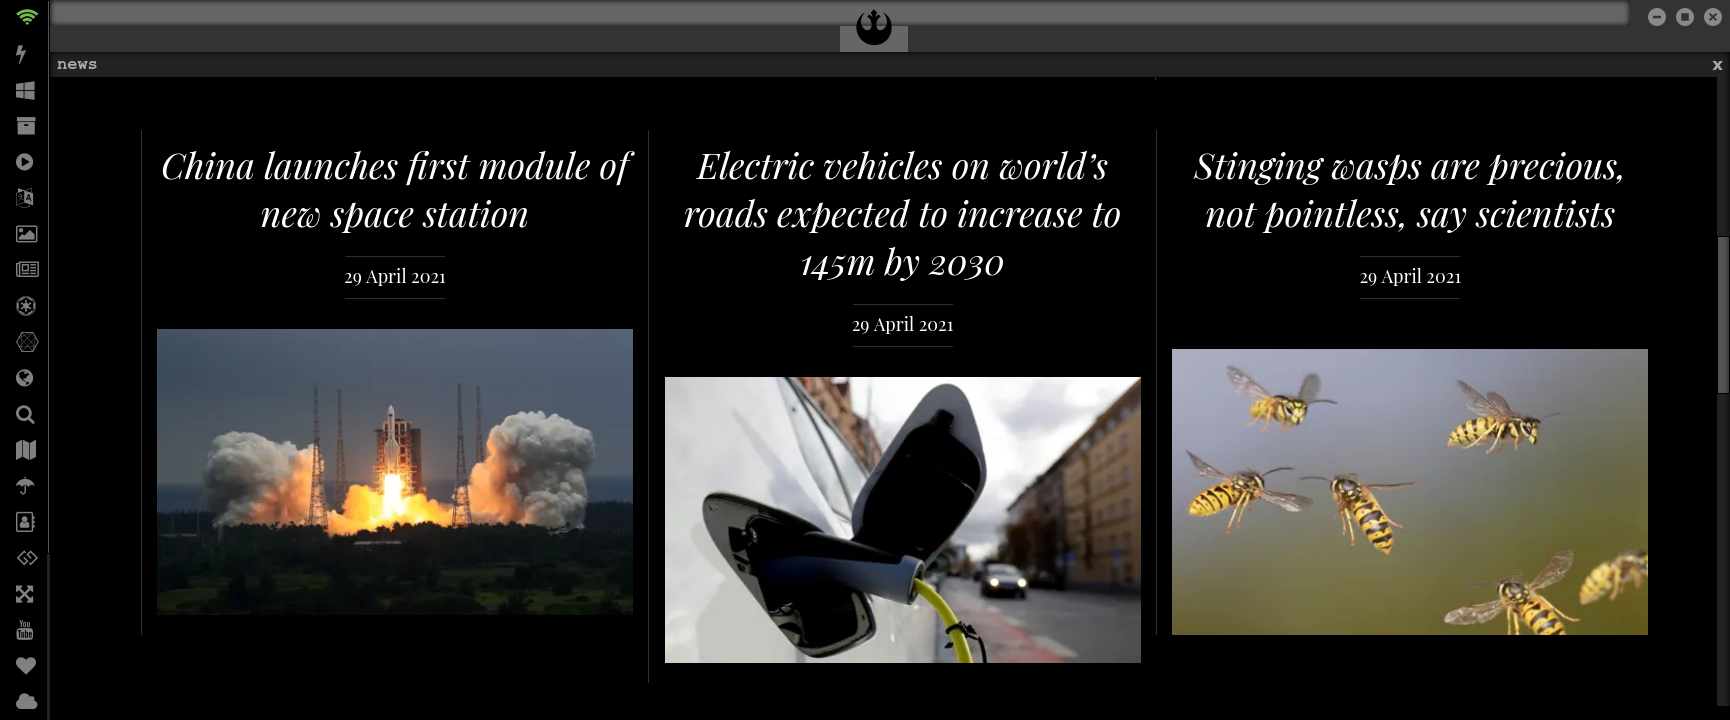 news
x
China launches first module of
new space station
29 April 2021
Electric vehicles on world’s
roads expected to increase to
145m by 2030
29 April 2021
Stinging wasps are precious,
not pointless, say scientists
29 April 2021
You
Tube